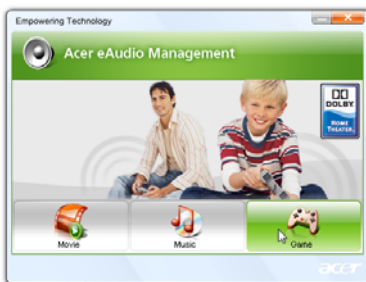 Empowering Technology
Acer eAudio Management
DOLBY
HOME
THEATER
Movie
Music
Game
acer